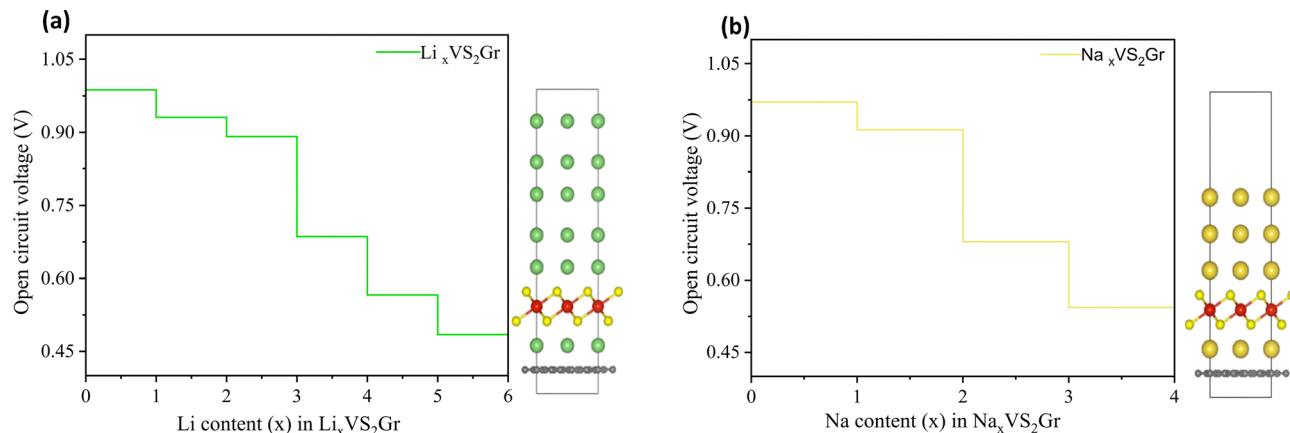 (a)
Li ₓVS₂Gr
1.05
0.90
0.75
0.60
0.45
Open circuit voltage (V)
0 1 2 3 4 5 6
Li content (x) in LiₓVS₂Gr
(b)
Na ₓVS₂Gr
1.05
0.90
0.75
0.60
0.45
Open circuit voltage (V)
0 1 2 3 4
Na content (x) in NaₓVS₂Gr